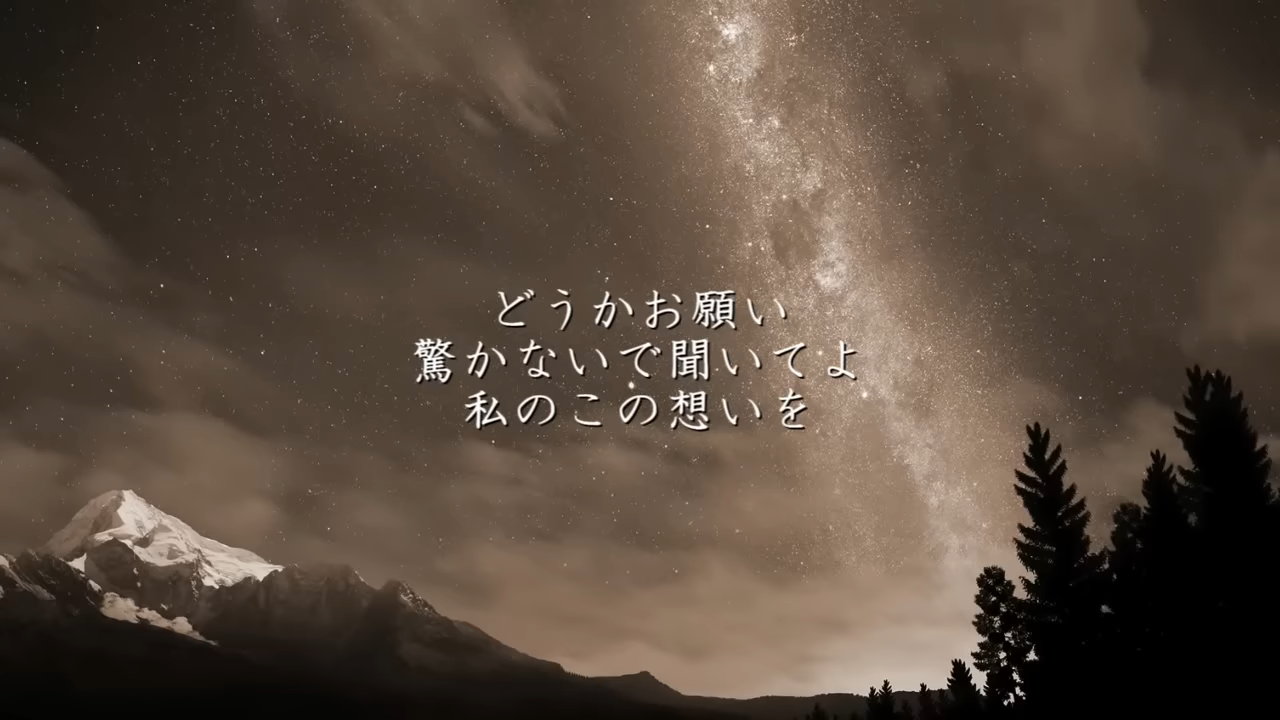 どうかお願い
驚かないで聞いてよ
私のこの想いを